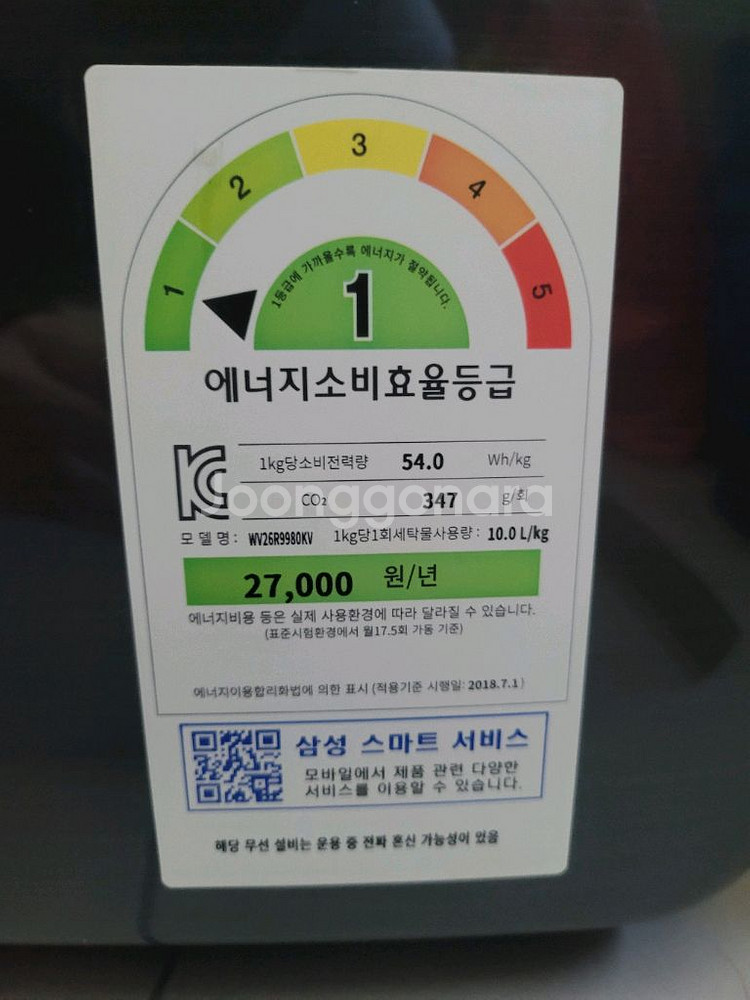 1 2 3 4 5
1등급에 가까울수록 에너지가 절약됩니다.
1
에너지소비효율등급
1kg당소비전력량 54.0 Wh/kg
CO₂ 347 g/회
Joonggonara
모델명: WV26R9980KV 1kg당1회세탁물사용량: 10.0 L/kg
27,000 원/년
에너지비용 등은 실제 사용환경에 따라 달라질 수 있습니다.
(표준시험환경에서 월17.5회 가동 기준)
에너지이용합리화법에 의한 표시 (적용기준 시행일: 2018.7.1)
삼성 스마트 서비스
모바일에서 제품 관련 다양한
서비스를 이용할 수 있습니다.
해당 무선 설비는 운용 중 전파 혼신 가능성이 있음